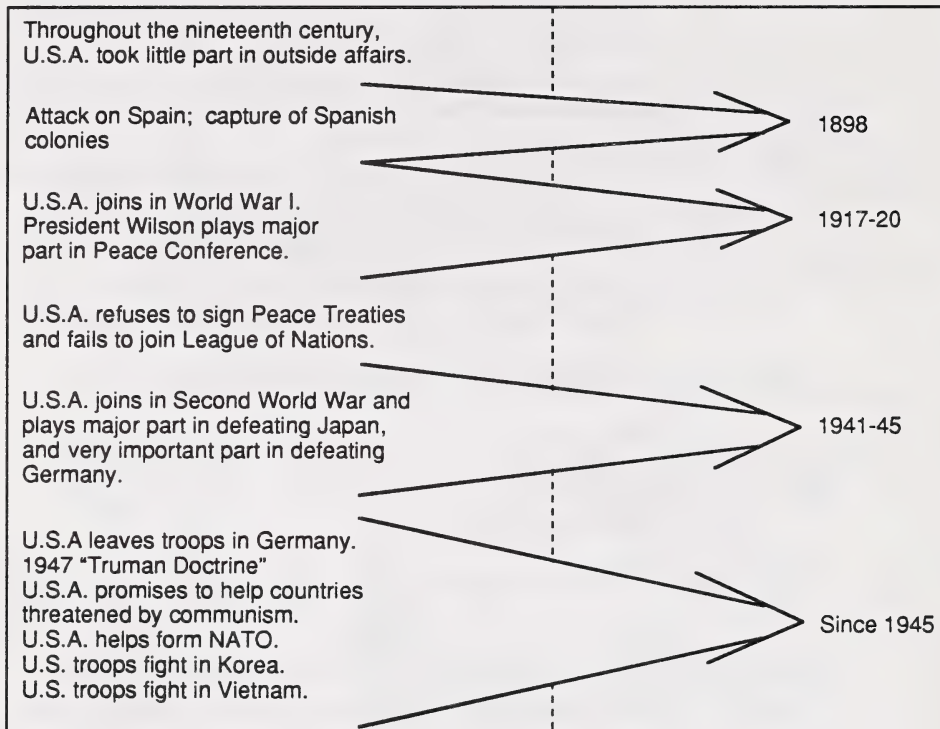 Throughout the nineteenth century,
U.S.A. took little part in outside affairs.
Attack on Spain; capture of Spanish
colonies
1898
U.S.A. joins in World War I.
President Wilson plays major
part in Peace Conference.
1917-20
U.S.A. refuses to sign Peace Treaties
and fails to join League of Nations.
U.S.A. joins in Second World War and
plays major part in defeating Japan,
and very important part in defeating
Germany.
1941-45
U.S.A leaves troops in Germany.
1947 “Truman Doctrine”
U.S.A. promises to help countries
threatened by communism.
U.S.A. helps form NATO.
U.S. troops fight in Korea.
U.S. troops fight in Vietnam.
Since 1945